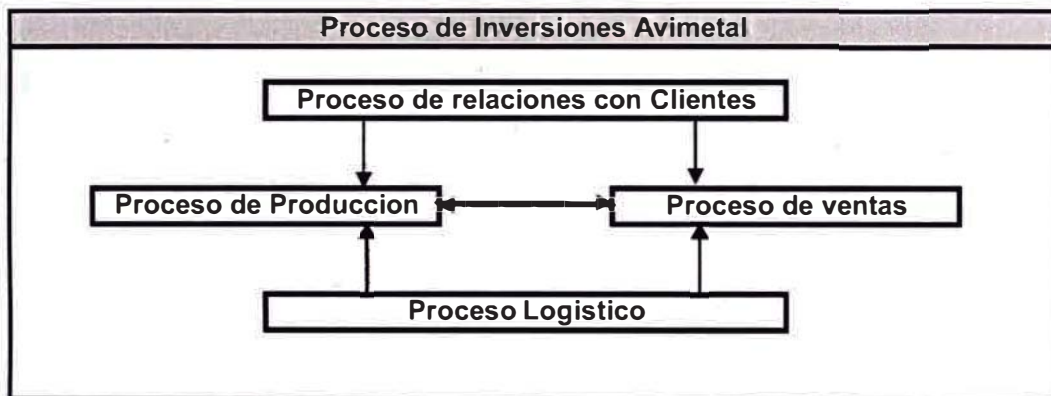 Proceso de Inversiones Avimetal
Proceso de relaciones con Clientes
Proceso de Produccion
Proceso de ventas
Proceso Logistico